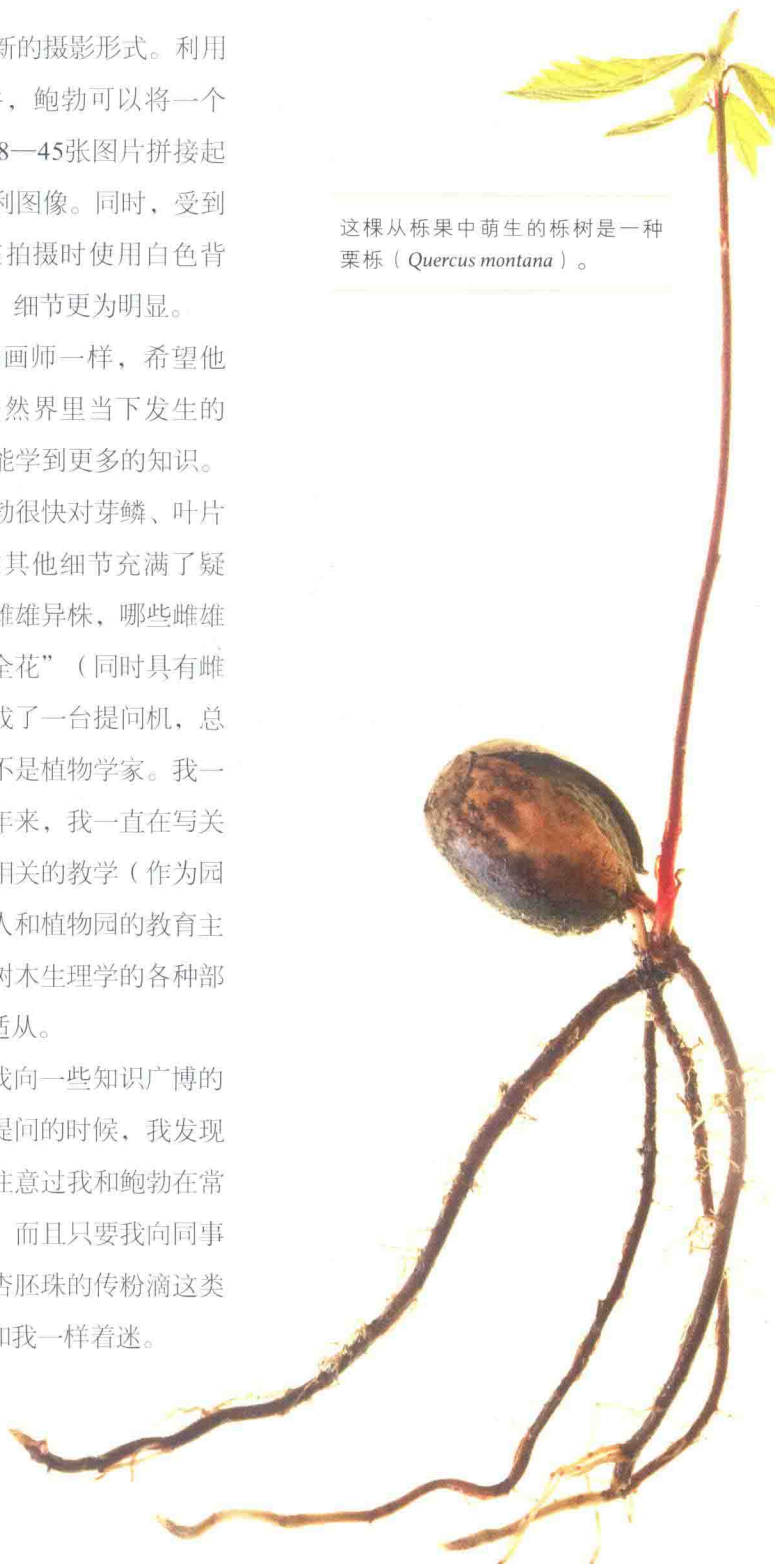 新的摄影形式。利用
，鲍勃可以将一个
8—45张图片拼接起
利图像。同时，受到
拍摄时使用白色背
细节更为明显。
画师一样，希望他
然界里当下发生的
能学到更多的知识。
勃很快对芽鳞、叶片
其他细节充满了疑
雌雄异株，哪些雌雄
全花”（同时具有雌
成了一台提问机，总
不是植物学家。我一
年来，我一直在写关
相关的教学（作为园
人和植物园的教育主
树木生理学的各种部
适从。
我向一些知识广博的
提问的时候，我发现
注意过我和鲍勃在常
而且只要我向同事
杏胚珠的传粉滴这类
和我一样着迷。
这棵从栎果中萌生的栎树是一种
栗栎（Quercus montana）。